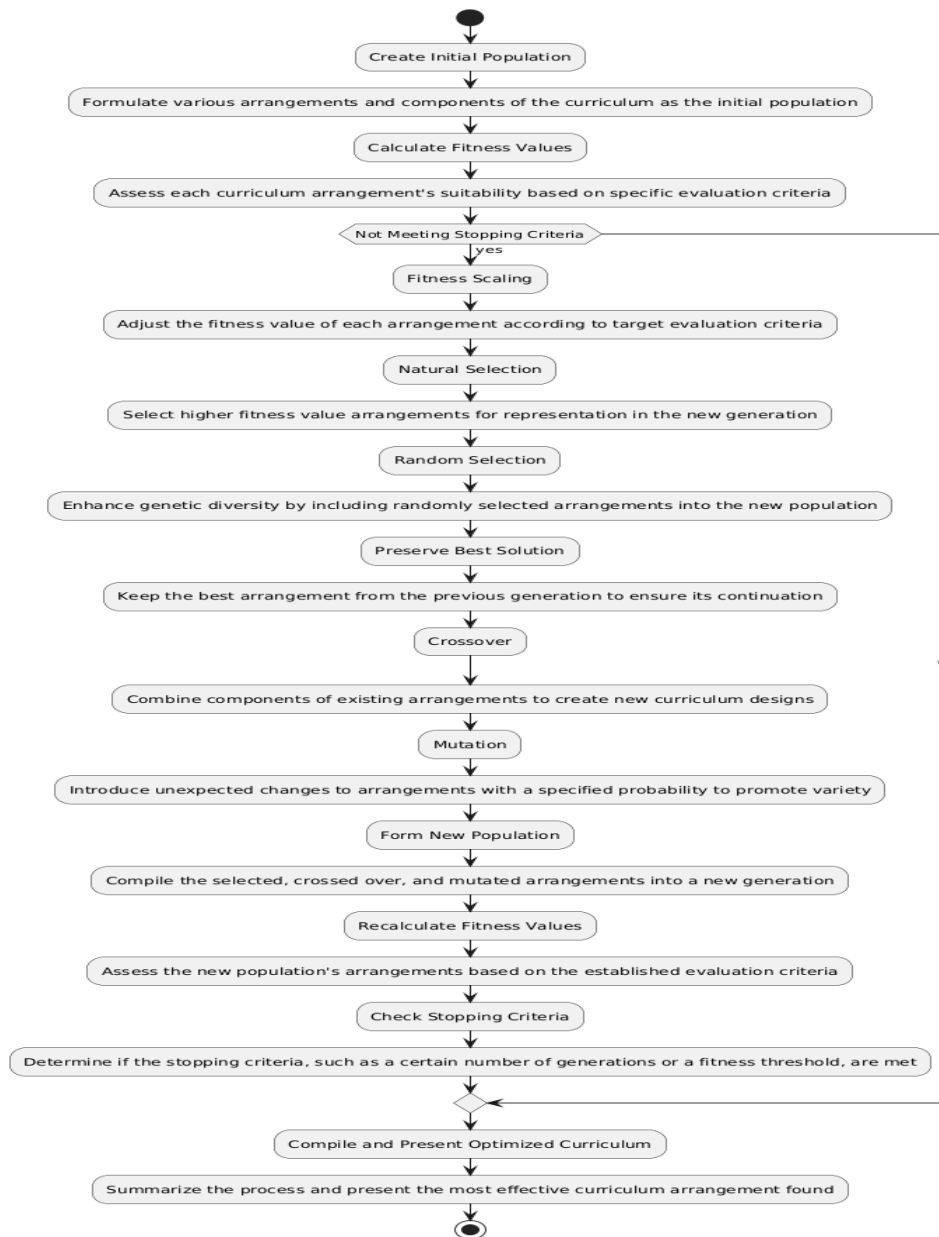 Create Initial Population
Formulate various arrangements and components of the curriculum as the initial population
Calculate Fitness Values
Assess each curriculum arrangement's suitability based on specific evaluation criteria
Not Meeting Stopping Criteria
yes
Fitness Scaling
Adjust the fitness value of each arrangement according to target evaluation criteria
Natural Selection
Select higher fitness value arrangements for representation in the new generation
Random Selection
Enhance genetic diversity by including randomly selected arrangements into the new population
Preserve Best Solution
Keep the best arrangement from the previous generation to ensure its continuation
Crossover
Combine components of existing arrangements to create new curriculum designs
Mutation
Introduce unexpected changes to arrangements with a specified probability to promote variety
Form New Population
Compile the selected, crossed over, and mutated arrangements into a new generation
Recalculate Fitness Values
Assess the new population's arrangements based on the established evaluation criteria
Check Stopping Criteria
Determine if the stopping criteria, such as a certain number of generations or a fitness threshold, are met
Compile and Present Optimized Curriculum
Summarize the process and present the most effective curriculum arrangement found